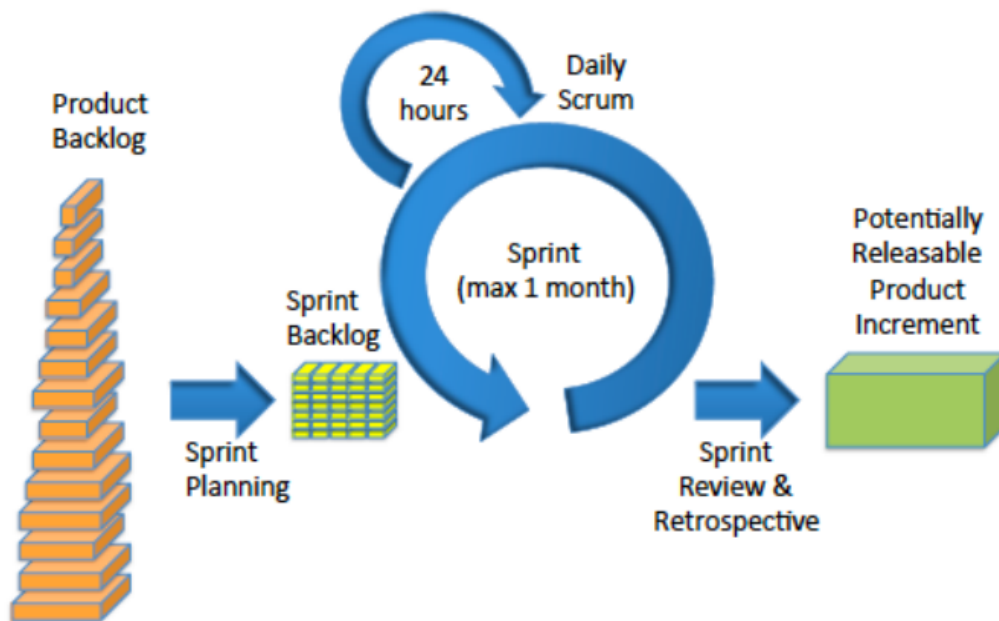 Product
Backlog
Sprint
Planning
Sprint
Backlog
24
hours
Daily
Scrum
Sprint
(max 1 month)
Sprint
Review &
Retrospective
Potentially
Releasable
Product
Increment